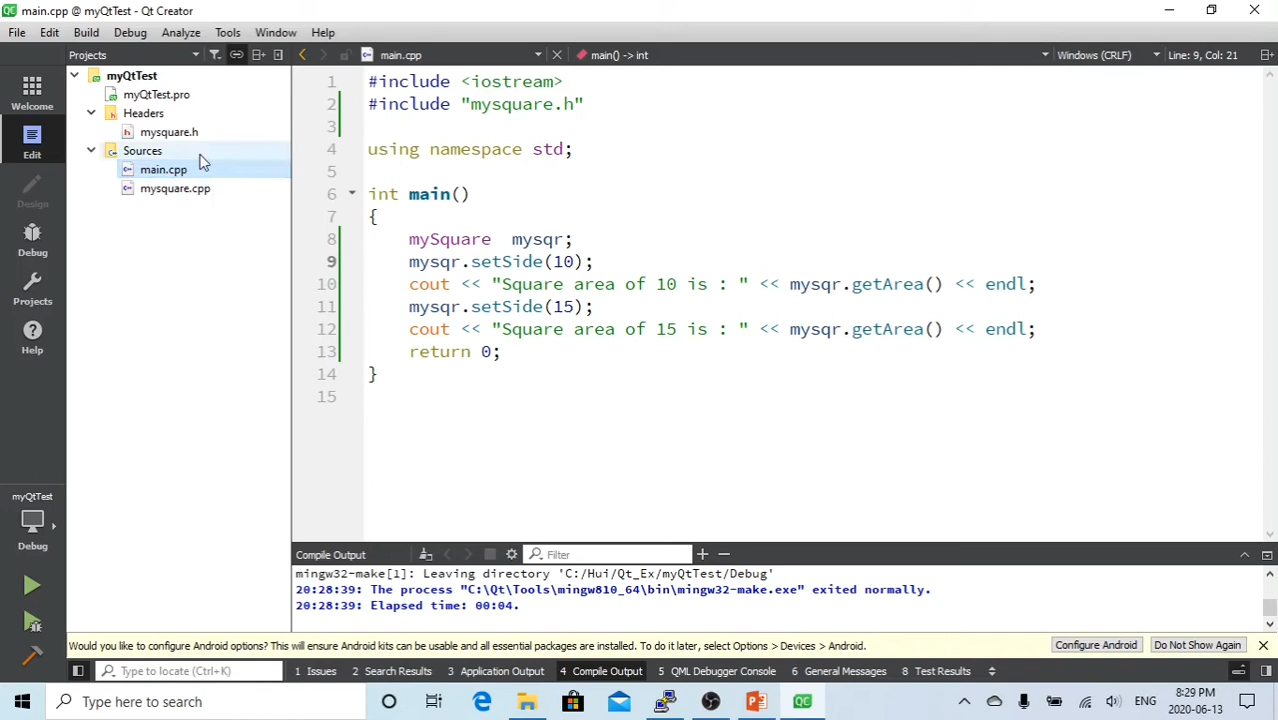 main.cpp @ myQtTest - Qt Creator
File Edit Build Debug Analyze Tools Window Help
Projects main.cpp main() -> int Windows (CRLF) Line: 9, Col: 21
Welcome
Edit
Design
Debug
Projects
Help
myQtTest
Debug
myQtTest
myQtTest.pro
Headers
mysquare.h
Sources
main.cpp
mysquare.cpp
1 #include <iostream>
2 #include "mysquare.h"
3
4 using namespace std;
5
6 int main()
7 {
8 mySquare  mysqr;
9 mysqr.setSide(10);
10 cout << "Square area of 10 is : " << mysqr.getArea() << endl;
11 mysqr.setSide(15);
12 cout << "Square area of 15 is : " << mysqr.getArea() << endl;
13 return 0;
14 }
15
Compile Output Filter
mingw32-make[1]: Leaving directory 'C:/Hui/Qt_Ex/myQtTest/Debug'
20:28:39: The process "C:\Qt\Tools\mingw810_64\bin\mingw32-make.exe" exited normally.
20:28:39: Elapsed time: 00:04.
Would you like to configure Android options? This will ensure Android kits can be usable and all essential packages are installed. To do it later, select Options > Devices > Android. Configure Android Do Not Show Again
Type to locate (Ctrl+K) 1 Issues 2 Search Results 3 Application Output 4 Compile Output 5 QML Debugger Console 6 General Messages 8 Test Results
Type here to search ENG 8:29 PM
2020-06-13